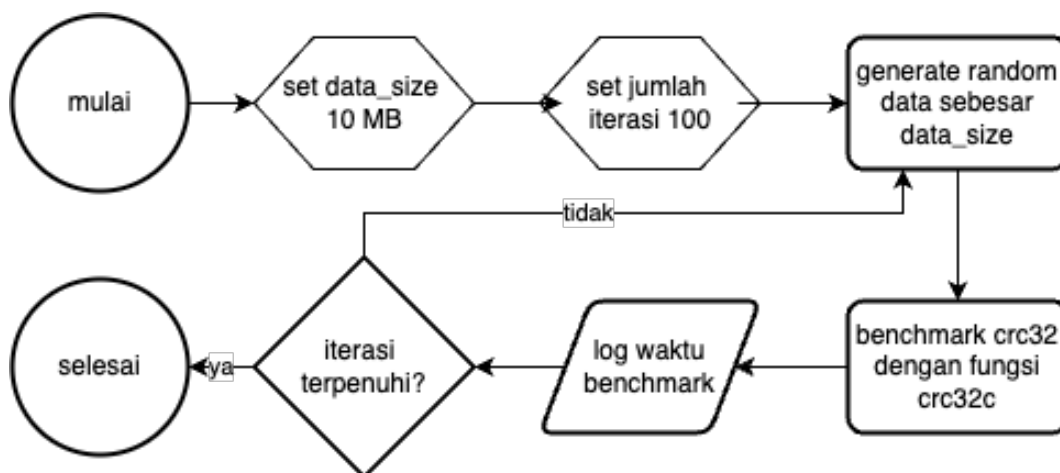 mulai
set data_size
10 MB
set jumlah
iterasi 100
generate random
data sebesar
data_size
tidak
selesai
ya
iterasi
terpenuhi?
log waktu
benchmark
benchmark crc32
dengan fungsi
crc32c